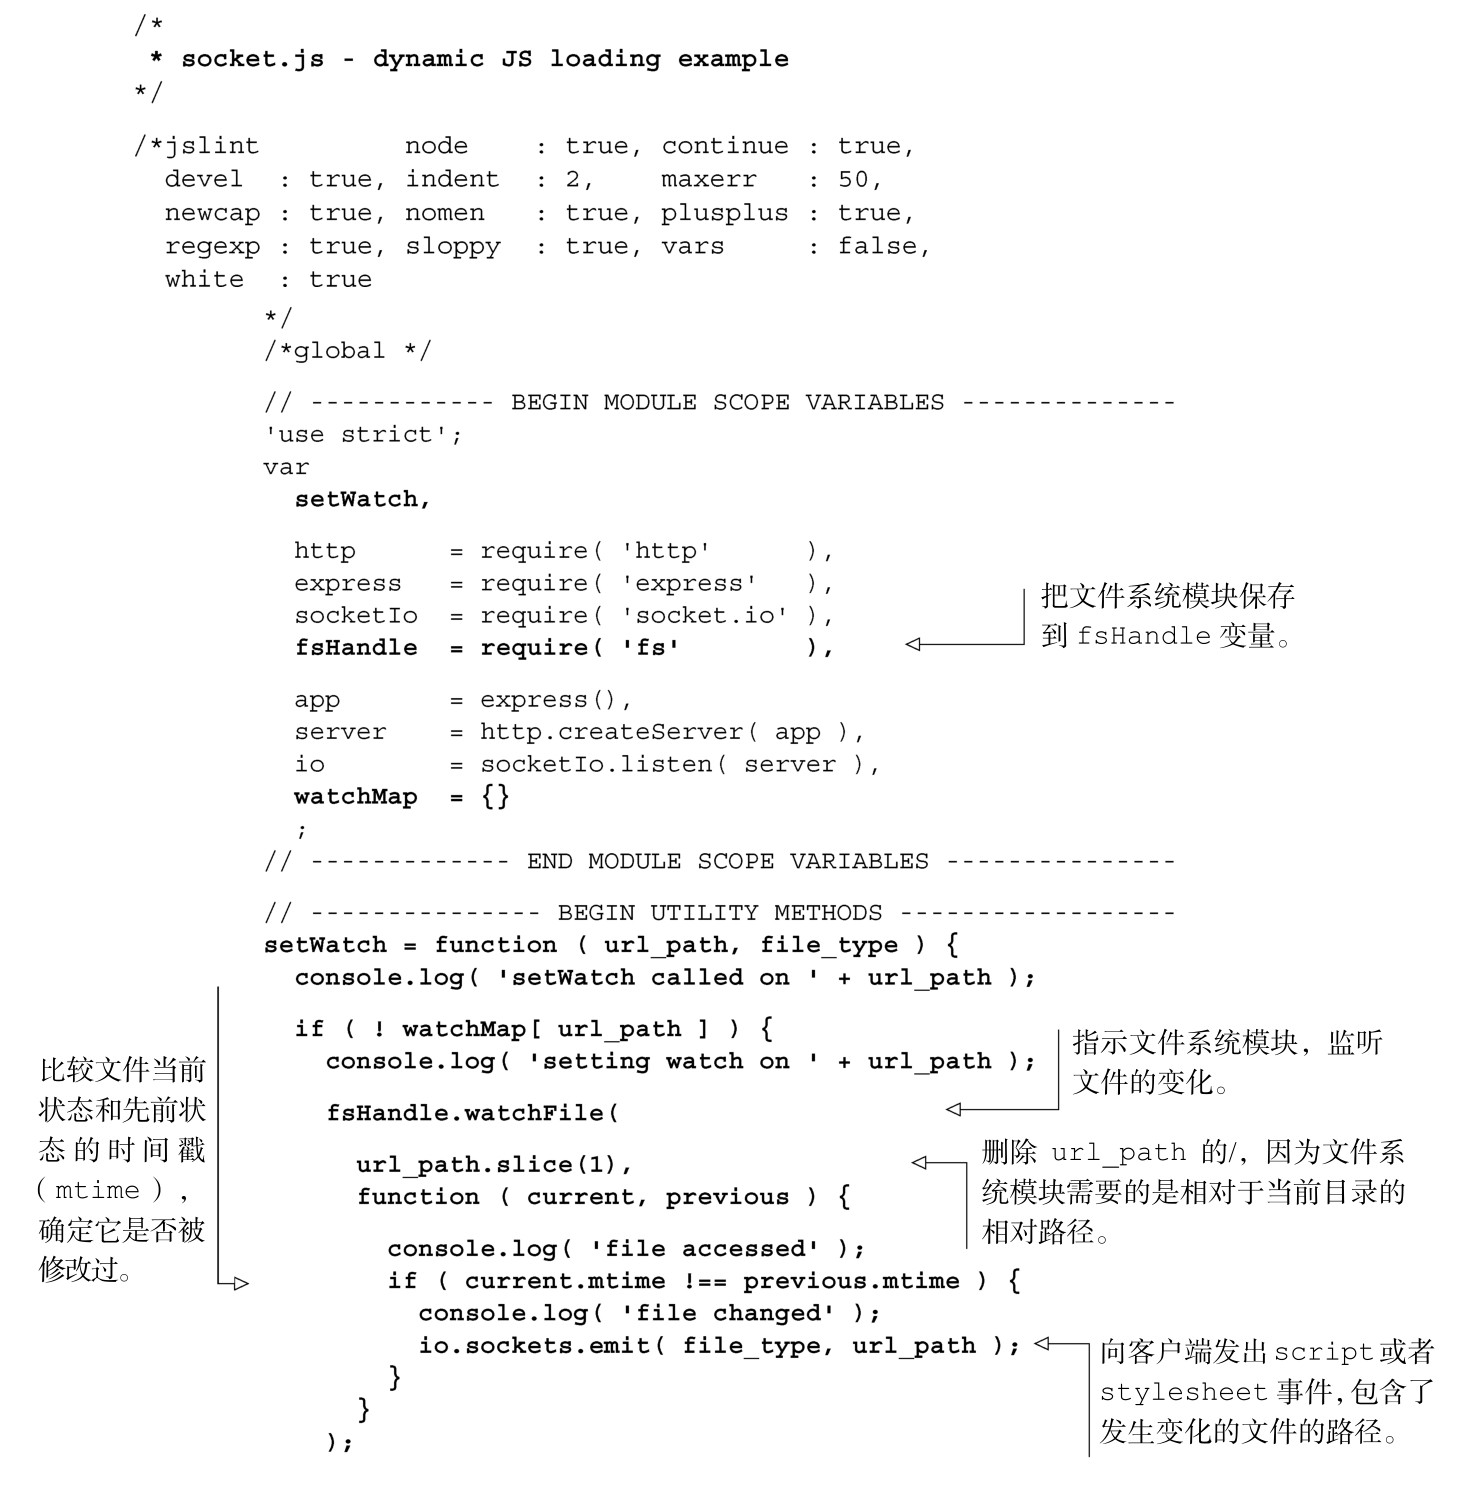 /*
 * socket.js - dynamic JS loading example
*/
/*jslint         node    : true, continue : true,
  devel  : true, indent  : 2,    maxerr   : 50,
  newcap : true, nomen   : true, plusplus : true,
  regexp : true, sloppy  : true, vars     : false,
  white  : true
*/
/*global */
// ------------ BEGIN MODULE SCOPE VARIABLES --------------
'use strict';
var
  setWatch,
  http      = require( 'http'      ),
  express   = require( 'express'   ),
  socketIo  = require( 'socket.io' ),
  fsHandle  = require( 'fs'        ),
把文件系统模块保存
到 fsHandle 变量。
  app       = express(),
  server    = http.createServer( app ),
  io        = socketIo.listen( server ),
  watchMap  = {}
  ;
// ------------- END MODULE SCOPE VARIABLES ---------------
// --------------- BEGIN UTILITY METHODS ------------------
setWatch = function ( url_path, file_type ) {
  console.log( 'setWatch called on ' + url_path );
  if ( ! watchMap[ url_path ] ) {
    console.log( 'setting watch on ' + url_path );
指示文件系统模块，监听
文件的变化。
    fsHandle.watchFile(
      url_path.slice(1),
删除 url_path 的/，因为文件系
统模块需要的是相对于当前目录的
相对路径。
      function ( current, previous ) {
        console.log( 'file accessed' );
比较文件当前
状态和先前状
态的时间戳
（mtime），
确定它是否被
修改过。
        if ( current.mtime !== previous.mtime ) {
          console.log( 'file changed' );
          io.sockets.emit( file_type, url_path );
向客户端发出 script 或者
stylesheet 事件，包含了
发生变化的文件的路径。
        }
      }
    );